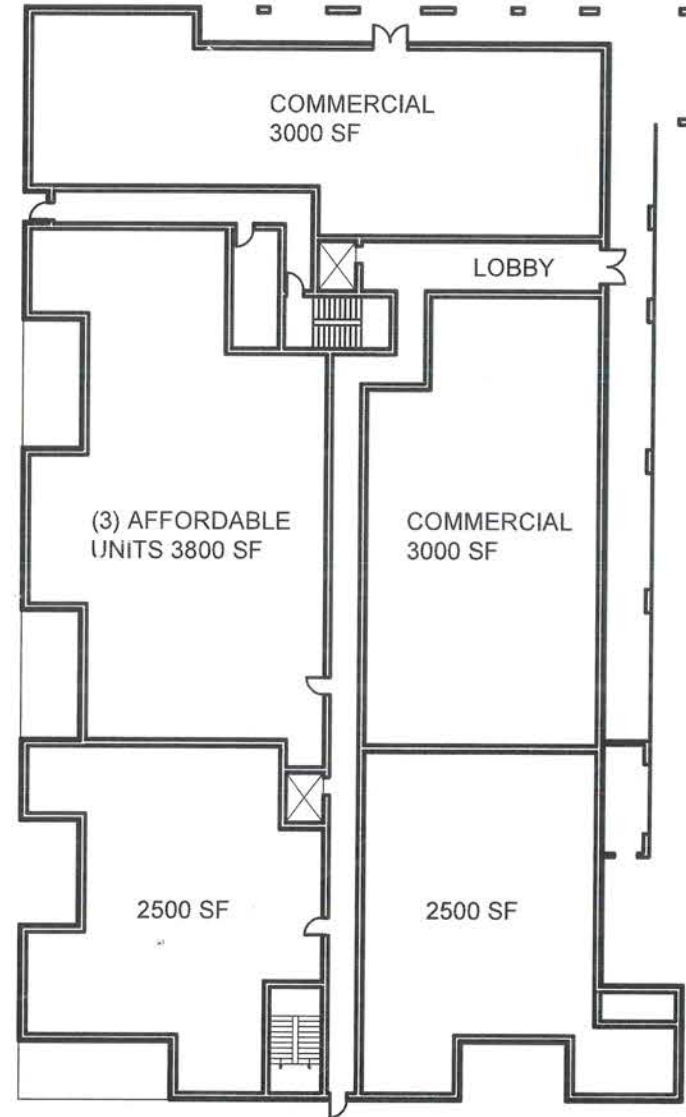 COMMERCIAL
3000 SF
LOBBY
(3) AFFORDABLE
UNITS 3800 SF
COMMERCIAL
3000 SF
2500 SF
2500 SF